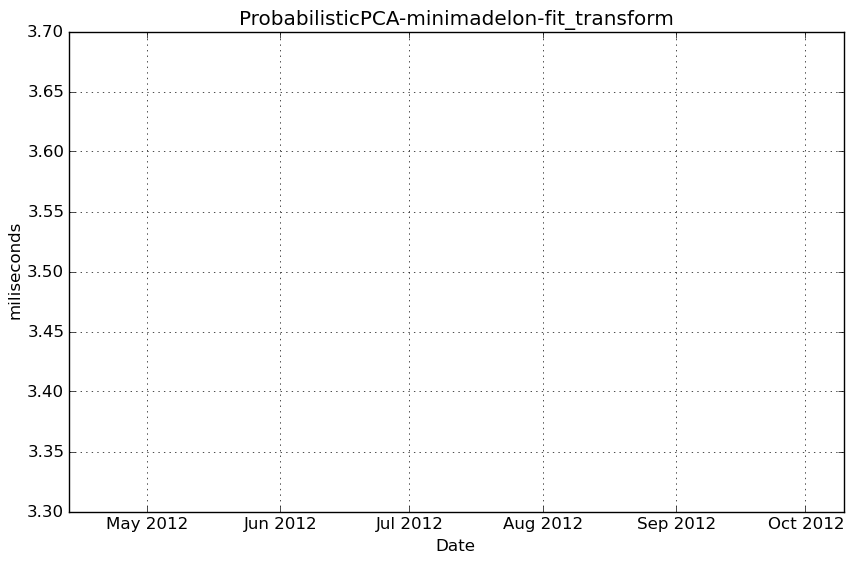 ProbabilisticPCA-minimadelon-fit_transform
3.70
3.65
3.60
3.55
3.50
3.45
3.40
3.35
3.30
miliseconds
May 2012 Jun 2012 Jul 2012 Aug 2012 Sep 2012 Oct 2012
Date